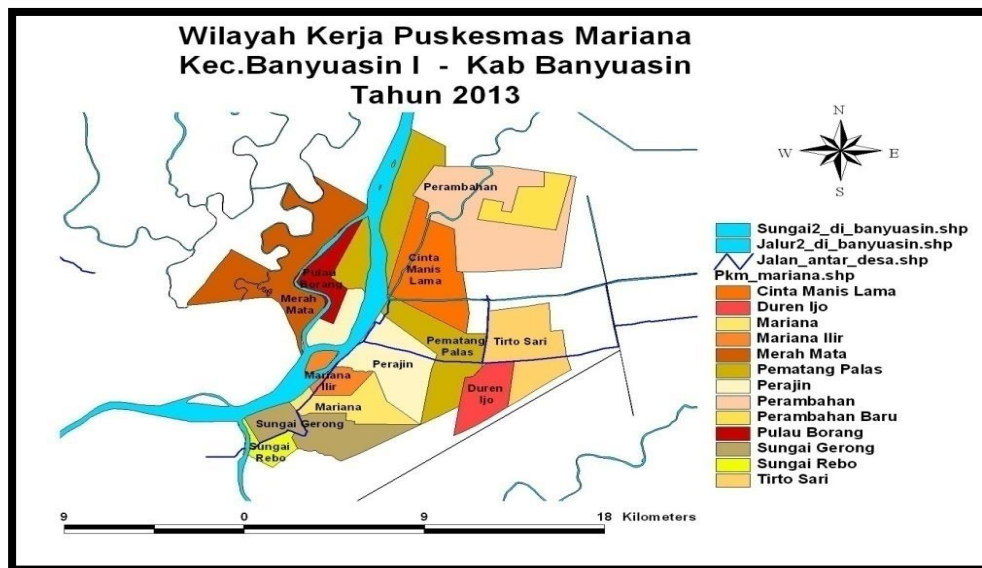 Wilayah Kerja Puskesmas Mariana
Kec.Banyuasin I - Kab Banyuasin
Tahun 2013
N
W E
S
Perambahan
Cinta
Manis
Lama
Pulau
Borang
Merah
Mata
Pematang
Palas
Tirto Sari
Perajin
Mariana
Ilir
Duren
Ijo
Mariana
Sungai Gerong
Sungai
Rebo
Sungai2_di_banyuasin.shp
Jalur2_di_banyuasin.shp
Jalan_antar_desa.shp
Pkm_mariana.shp
Cinta Manis Lama
Duren Ijo
Mariana
Mariana Ilir
Merah Mata
Pematang Palas
Perajin
Perambahan
Perambahan Baru
Pulau Borang
Sungai Gerong
Sungai Rebo
Tirto Sari
9 0 9 18 Kilometers